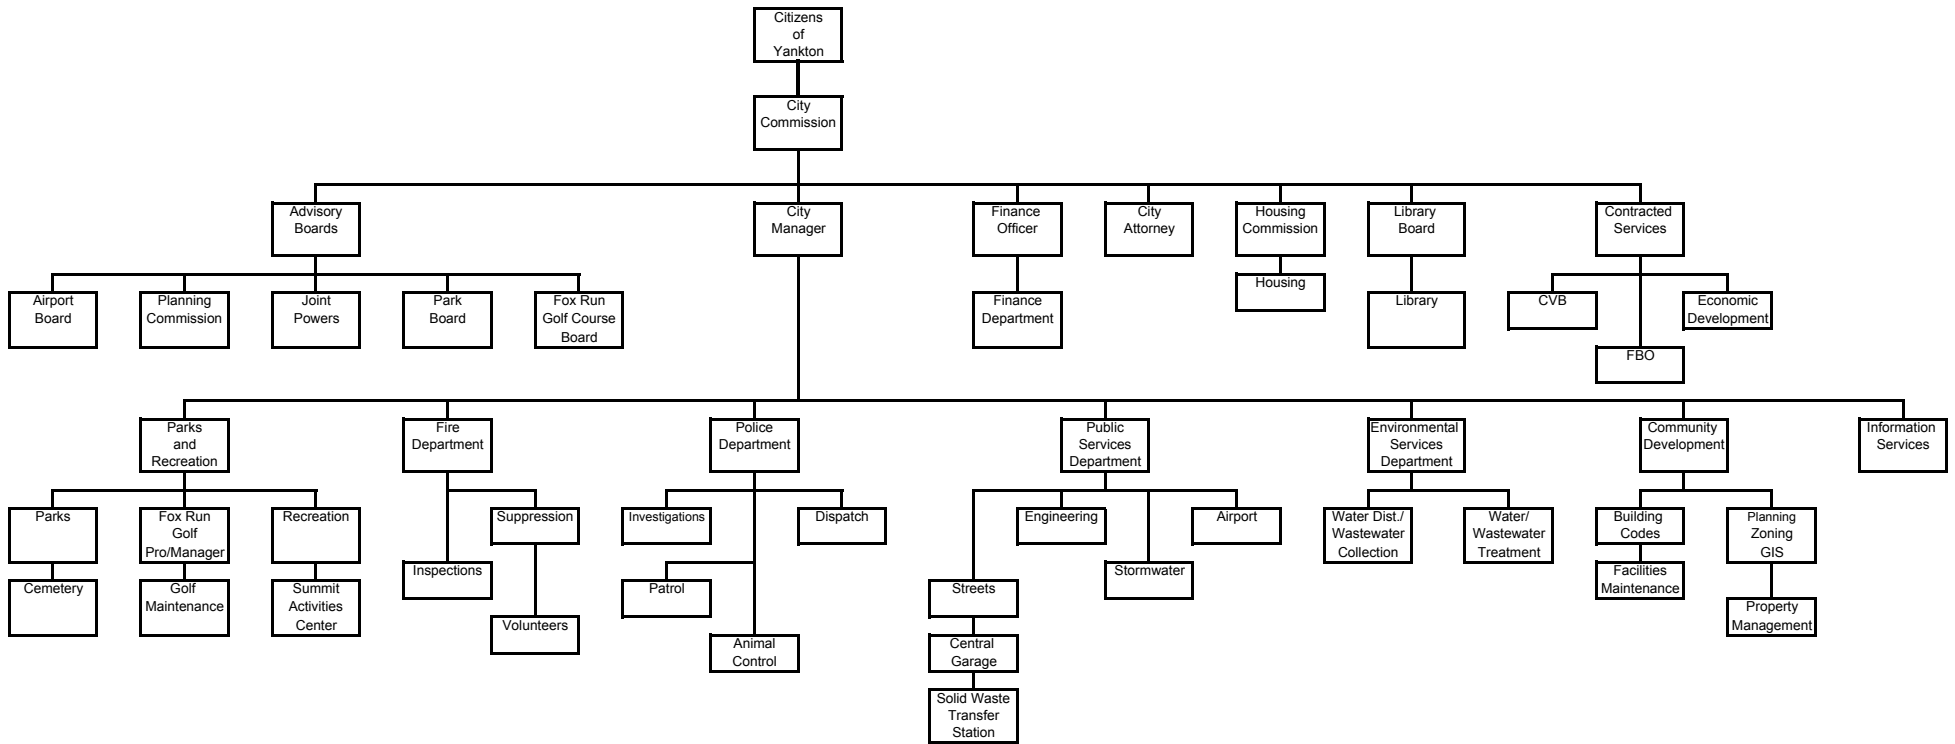 Citizens
of
Yankton
City
Commission
Advisory
Boards
City
Manager
Finance
Officer
City
Attorney
Housing
Commission
Library
Board
Contracted
Services
Airport
Board
Planning
Commission
Joint
Powers
Park
Board
Fox Run
Golf Course
Board
Finance
Department
Housing
Library
CVB
Economic
Development
FBO
Parks
and
Recreation
Fire
Department
Police
Department
Public
Services
Department
Environmental
Services
Department
Community
Development
Information
Services
Parks
Fox Run
Golf
Pro/Manager
Recreation
Suppression
Investigations
Dispatch
Engineering
Airport
Water Dist./
Wastewater
Collection
Water/
Wastewater
Treatment
Building
Codes
Planning
Zoning
GIS
Cemetery
Golf
Maintenance
Summit
Activities
Center
Inspections
Patrol
Streets
Stormwater
Facilities
Maintenance
Volunteers
Property
Management
Animal
Control
Central
Garage
Solid Waste
Transfer
Station